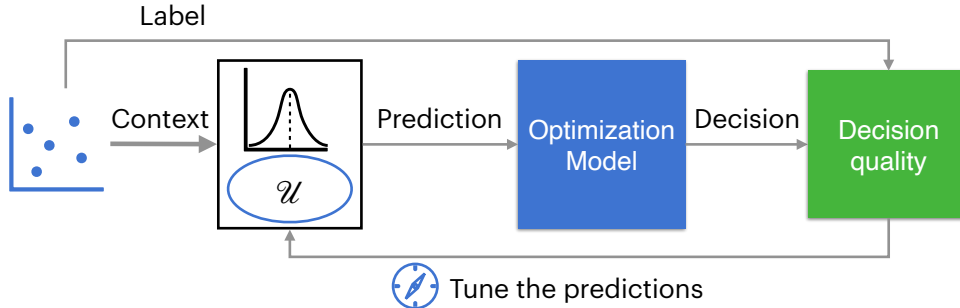 Label
Context
𝒰
Prediction
Optimization
Model
Decision
Decision
quality
Tune the predictions